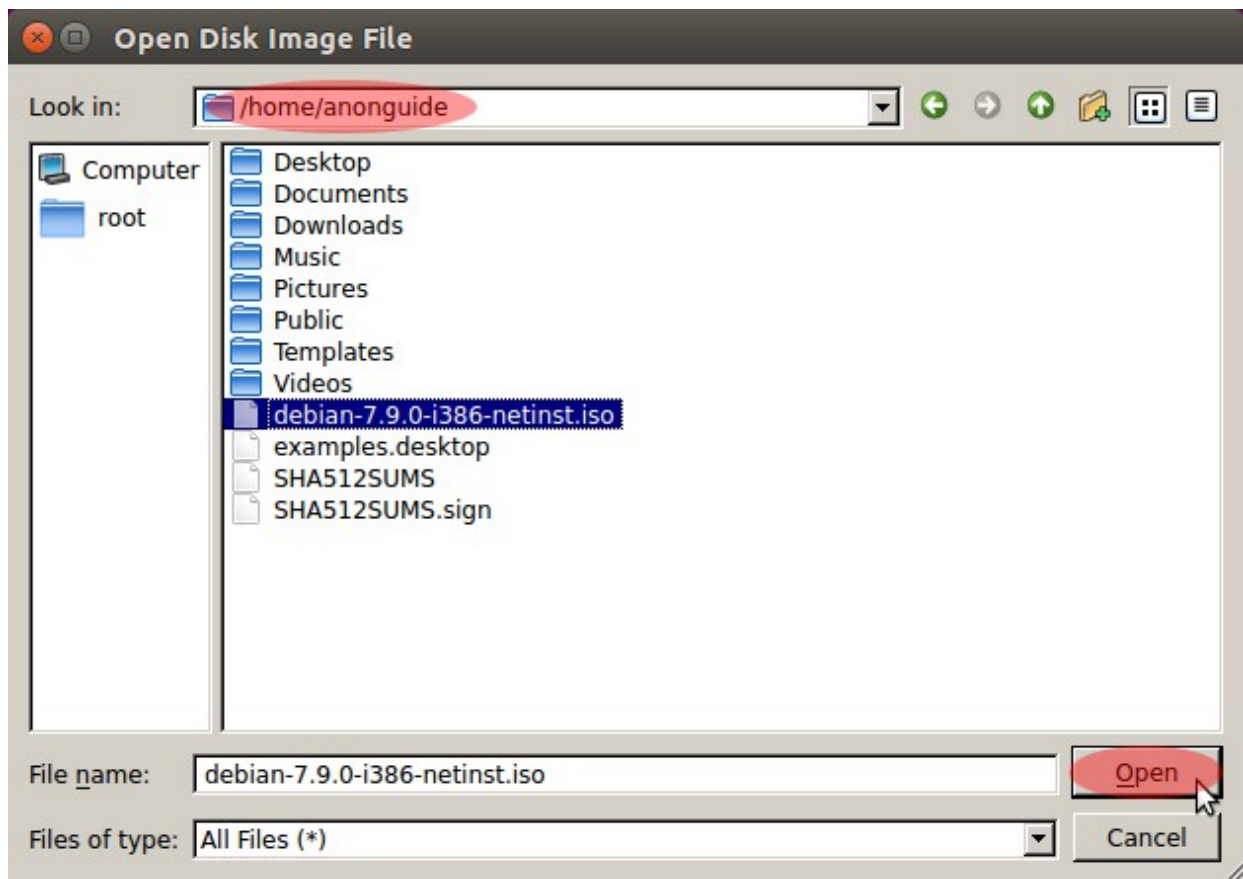 Open Disk Image File
Look in: /home/anonguide
Computer
root
Desktop
Documents
Downloads
Music
Pictures
Public
Templates
Videos
debian-7.9.0-i386-netinst.iso
examples.desktop
SHA512SUMS
SHA512SUMS.sign
File name: debian-7.9.0-i386-netinst.iso Open
Files of type: All Files (*) Cancel